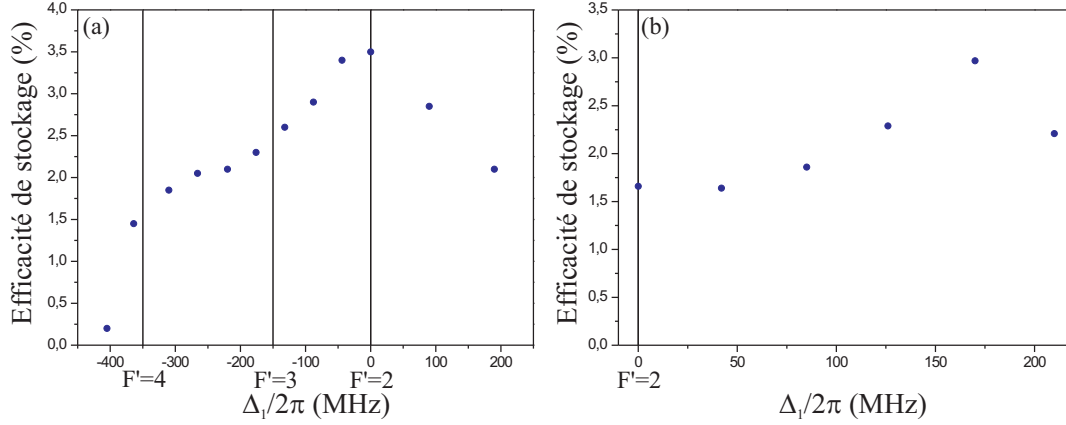 (a)
Efficacité de stockage (%)
4,0
3,5
3,0
2,5
2,0
1,5
1,0
0,5
0,0
-400 -300 -200 -100 0 100 200
F'=4 F'=3 F'=2
Δ₁/2π (MHz)
(b)
Efficacité de stockage (%)
3,5
3,0
2,5
2,0
1,5
1,0
0,5
0,0
0 50 100 150 200
F'=2
Δ₁/2π (MHz)